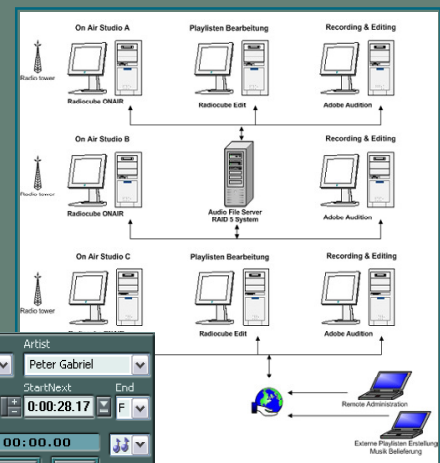 On Air Studio A
Playlisten Bearbeitung
Recording & Editing
Radio tower
Radiocube ONAIR
Radiocube Edit
Adobe Audition
On Air Studio B
Recording & Editing
Radio tower
Radiocube ONAIR
Audio File Server
RAID 5 System
Adobe Audition
On Air Studio C
Playlisten Bearbeitung
Recording & Editing
Radio tower
Radiocube Edit
Adobe Audition
Artist
Peter Gabriel
StartNext
End
0:00:28.17
F
00:00.00
Remote Administration
Externe Playlisten Erstellung
Musik Belieferung